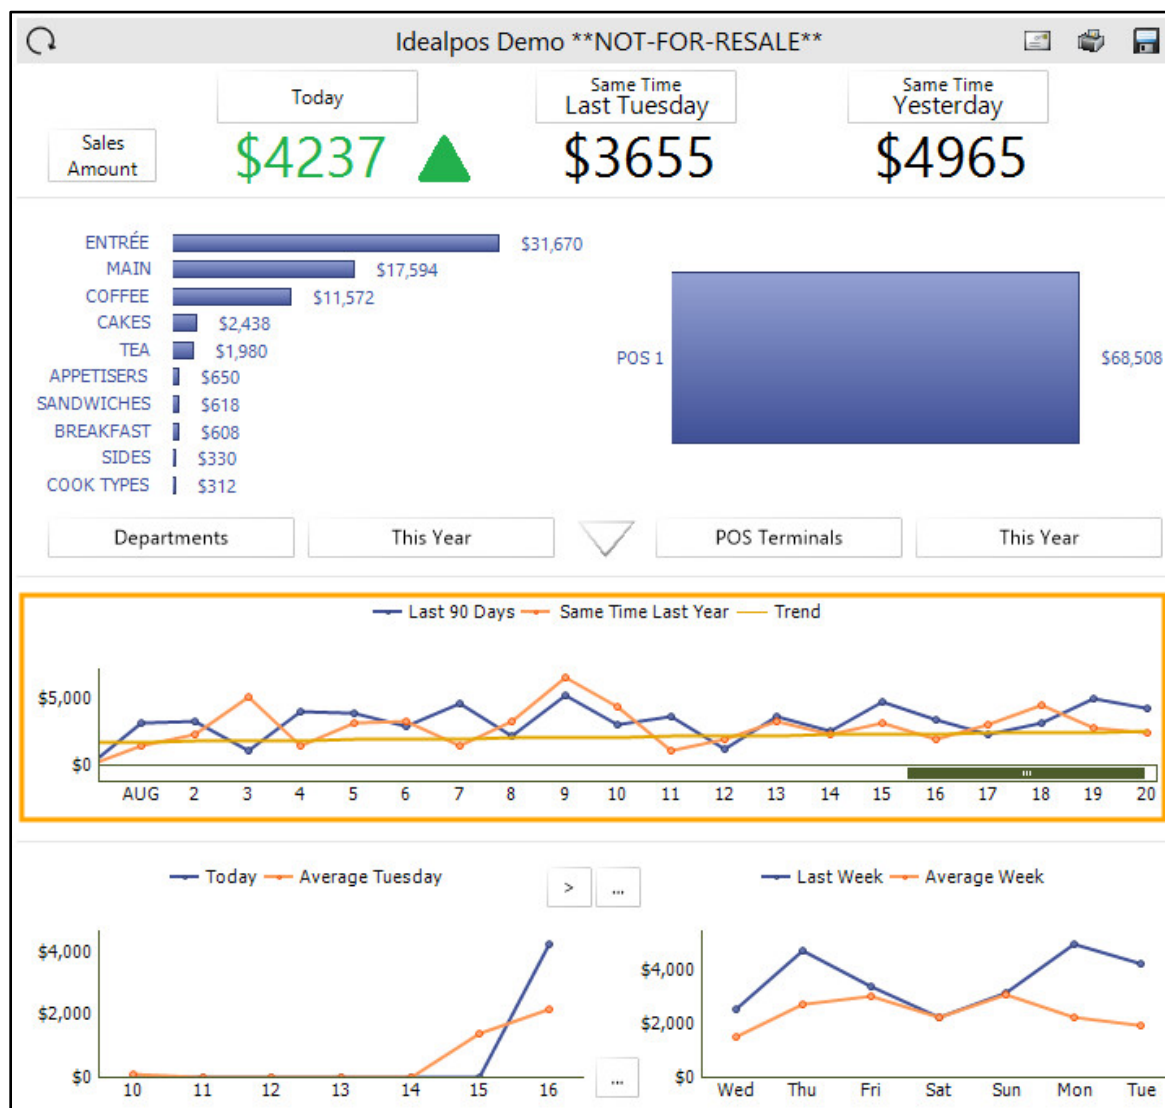 Idealpos Demo **NOT-FOR-RESALE**
Today
Same Time
Last Tuesday
Same Time
Yesterday
Sales
Amount
$4237
$3655
$4965
ENTRÉE $31,670
MAIN $17,594
COFFEE $11,572
CAKES $2,438
TEA $1,980
APPETISERS $650
SANDWICHES $618
BREAKFAST $608
SIDES $330
COOK TYPES $312
POS 1 $68,508
Departments This Year POS Terminals This Year
Last 90 Days Same Time Last Year Trend
$5,000
$0
AUG 2 3 4 5 6 7 8 9 10 11 12 13 14 15 16 17 18 19 20
Today Average Tuesday
> ...
$4,000
$2,000
$0
10 11 12 13 14 15 16
...
Last Week Average Week
$4,000
$2,000
$0
Wed Thu Fri Sat Sun Mon Tue